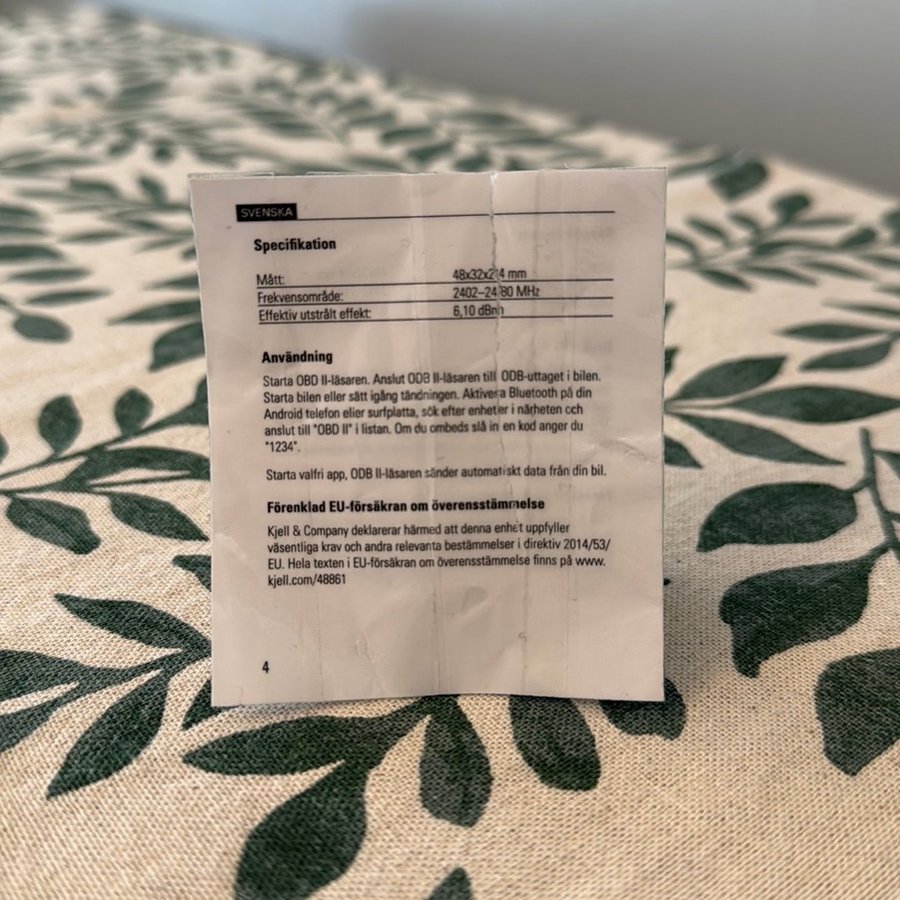 SVENSKA
Specifikation
Mått: 48x32x24 mm
Frekvensområde: 2402–2480 MHz
Effektiv utstrålt effekt: 6,10 dBm
Användning
Starta OBD II-läsaren. Anslut ODB II-läsaren till ODB-uttaget i bilen.
Starta bilen eller sätt igång tändningen. Aktivera Bluetooth på din
Android telefon eller surfplatta, sök efter enheter i närheten och
anslut till "OBD II" i listan. Om du ombeds slå in en kod anger du
"1234".
Starta valfri app, ODB II-läsaren sänder automatiskt data från din bil.
Förenklad EU-försäkran om överensstämmelse
Kjell & Company deklarerar härmed att denna enhet uppfyller
väsentliga krav och andra relevanta bestämmelser i direktiv 2014/53/
EU. Hela texten i EU-försäkran om överensstämmelse finns på www.
kjell.com/48861
4